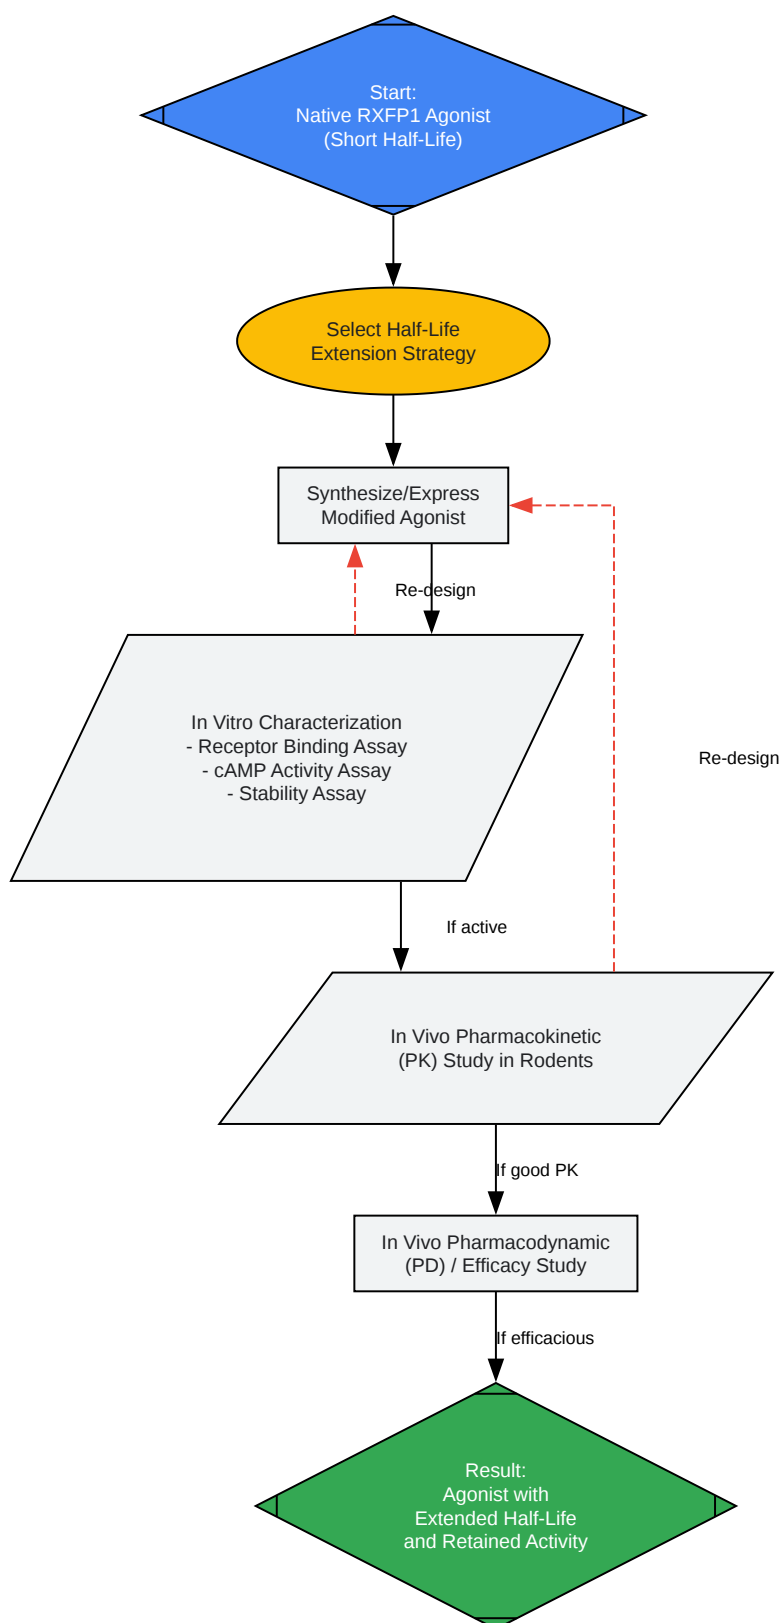 Start:
Native RXFP1 Agonist
(Short Half-Life)
Select Half-Life
Extension Strategy
Synthesize/Express
Modified Agonist
Re-design
In Vitro Characterization
- Receptor Binding Assay
- cAMP Activity Assay
- Stability Assay
Re-design
If active
In Vivo Pharmacokinetic
(PK) Study in Rodents
If good PK
In Vivo Pharmacodynamic
(PD) / Efficacy Study
If efficacious
Result:
Agonist with
Extended Half-Life
and Retained Activity